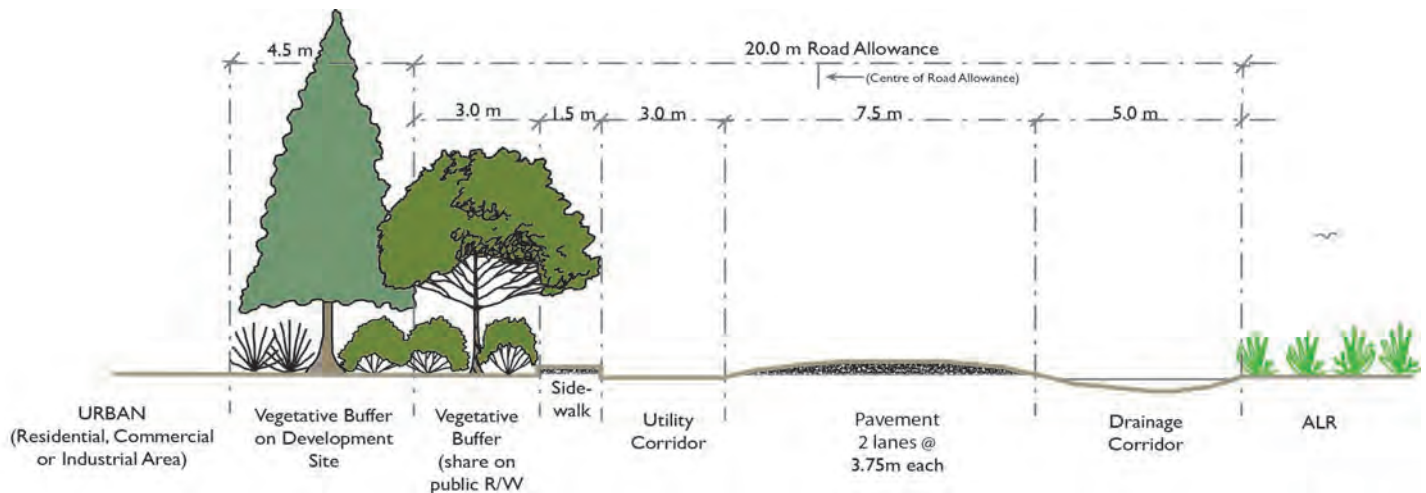 4.5 m
20.0 m Road Allowance
(Centre of Road Allowance)
3.0 m
1.5 m
3.0 m
7.5 m
5.0 m
URBAN
(Residential, Commercial
or Industrial Area)
Vegetative Buffer
on Development
Site
Vegetative
Buffer
(share on
public R/W
Side-
walk
Utility
Corridor
Pavement
2 lanes @
3.75m each
Drainage
Corridor
ALR